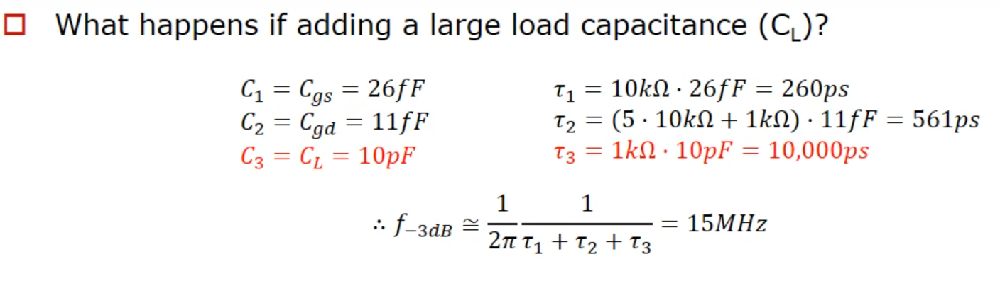 What happens if adding a large load capacitance (C_L)?
C_1 = C_gs = 26fF
C_2 = C_gd = 11fF
C_3 = C_L = 10pF
τ_1 = 10kΩ · 26fF = 260ps
τ_2 = (5 · 10kΩ + 1kΩ) · 11fF = 561ps
τ_3 = 1kΩ · 10pF = 10,000ps
∴ f_−3dB ≅ 1/2π 1/(τ_1 + τ_2 + τ_3) = 15MHz